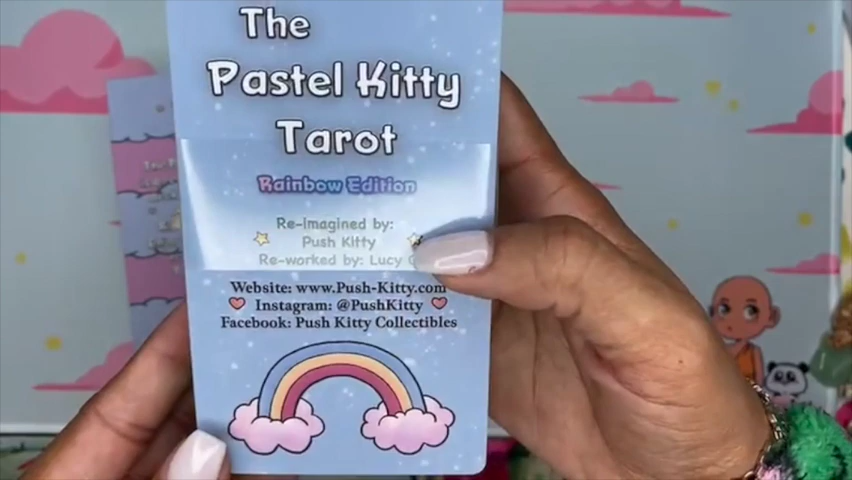 The
Pastel Kitty
Tarot
Rainbow Edition
Re-imagined by:
Push Kitty
Re-worked by: Lucy
Website: www.Push-Kitty.com
Instagram: @PushKitty
Facebook: Push Kitty Collectibles